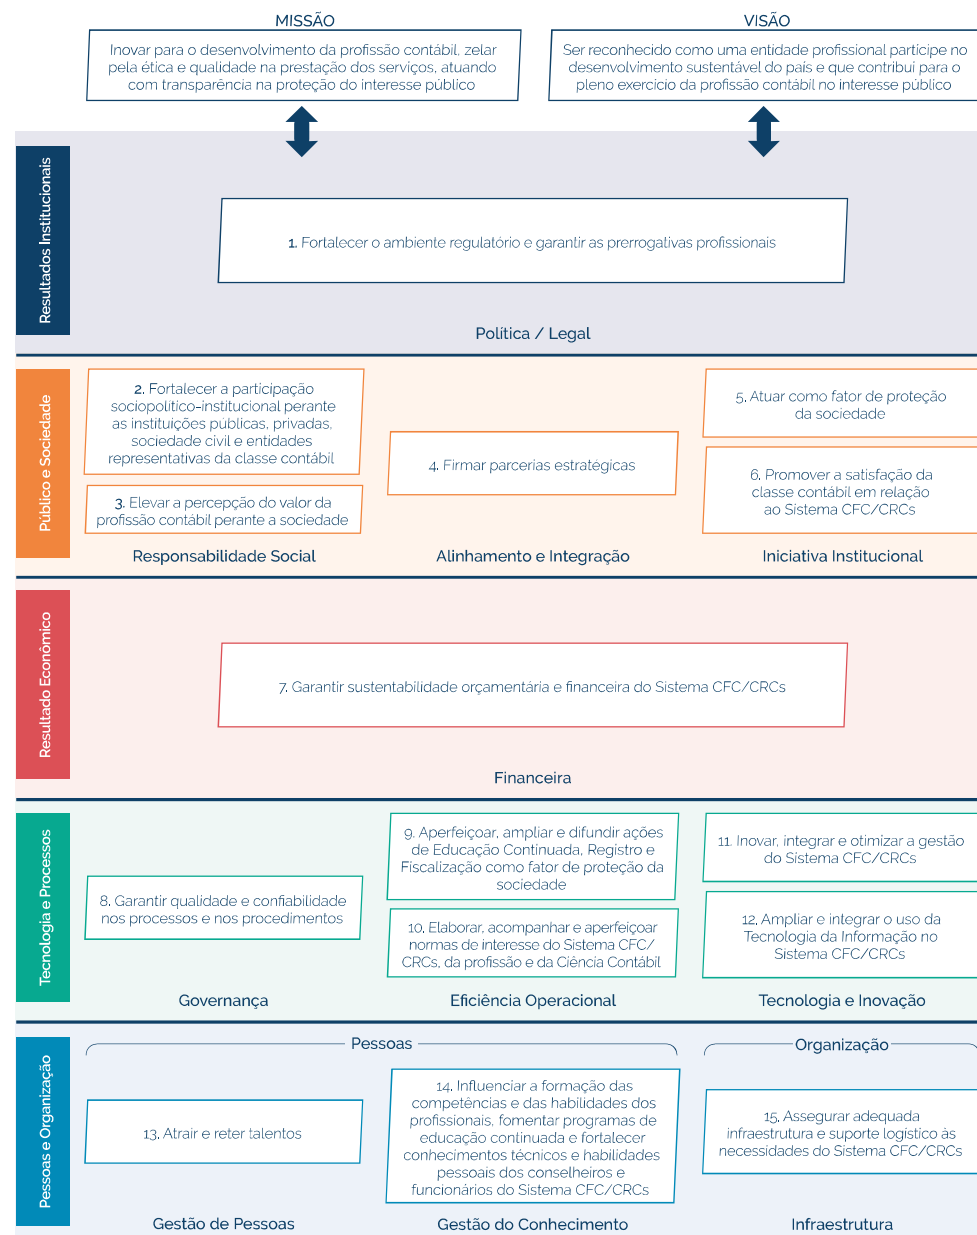 MISSÃO
Inovar para o desenvolvimento da profissão contábil, zelar
pela ética e qualidade na prestação dos serviços, atuando
com transparência na proteção do interesse público
VISÃO
Ser reconhecido como uma entidade profissional partícipe no
desenvolvimento sustentável do país e que contribui para o
pleno exercício da profissão contábil no interesse público
Resultados Institucionais
1. Fortalecer o ambiente regulatório e garantir as prerrogativas profissionais
Política / Legal
Público e Sociedade
2. Fortalecer a participação
sociopolítico-institucional perante
as instituições públicas, privadas,
sociedade civil e entidades
representativas da classe contábil
3. Elevar a percepção do valor da
profissão contábil perante a sociedade
Responsabilidade Social
4. Firmar parcerias estratégicas
Alinhamento e Integração
5. Atuar como fator de proteção
da sociedade
6. Promover a satisfação da
classe contábil em relação
ao Sistema CFC/CRCs
Iniciativa Institucional
Resultado Econômico
7. Garantir sustentabilidade orçamentária e financeira do Sistema CFC/CRCs
Financeira
Tecnologia e Processos
8. Garantir qualidade e confiabilidade
nos processos e nos procedimentos
Governança
9. Aperfeiçoar, ampliar e difundir ações
de Educação Continuada, Registro e
Fiscalização como fator de proteção da
sociedade
10. Elaborar, acompanhar e aperfeiçoar
normas de interesse do Sistema CFC/
CRCs, da profissão e da Ciência Contábil
Eficiência Operacional
11. Inovar, integrar e otimizar a gestão
do Sistema CFC/CRCs
12. Ampliar e integrar o uso da
Tecnologia da Informação no
Sistema CFC/CRCs
Tecnologia e Inovação
Pessoas e Organização
Pessoas
13. Atrair e reter talentos
Gestão de Pessoas
14. Influenciar a formação das
competências e das habilidades dos
profissionais, fomentar programas de
educação continuada e fortalecer
conhecimentos técnicos e habilidades
pessoais dos conselheiros e
funcionários do Sistema CFC/CRCs
Gestão do Conhecimento
Organização
15. Assegurar adequada
infraestrutura e suporte logístico às
necessidades do Sistema CFC/CRCs
Infraestrutura